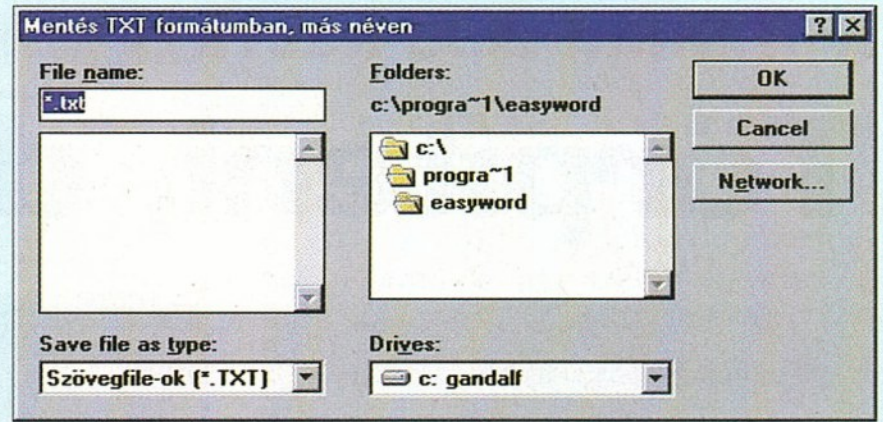 Mentés TXT formátumban, más néven
File name:
*.txt
Folders:
c:\progra~1\easyword
c:\
progra~1
easyword
OK
Cancel
Network...
Save file as type:
Szövegfile-ok (*.TXT)
Drives:
c: gandalf